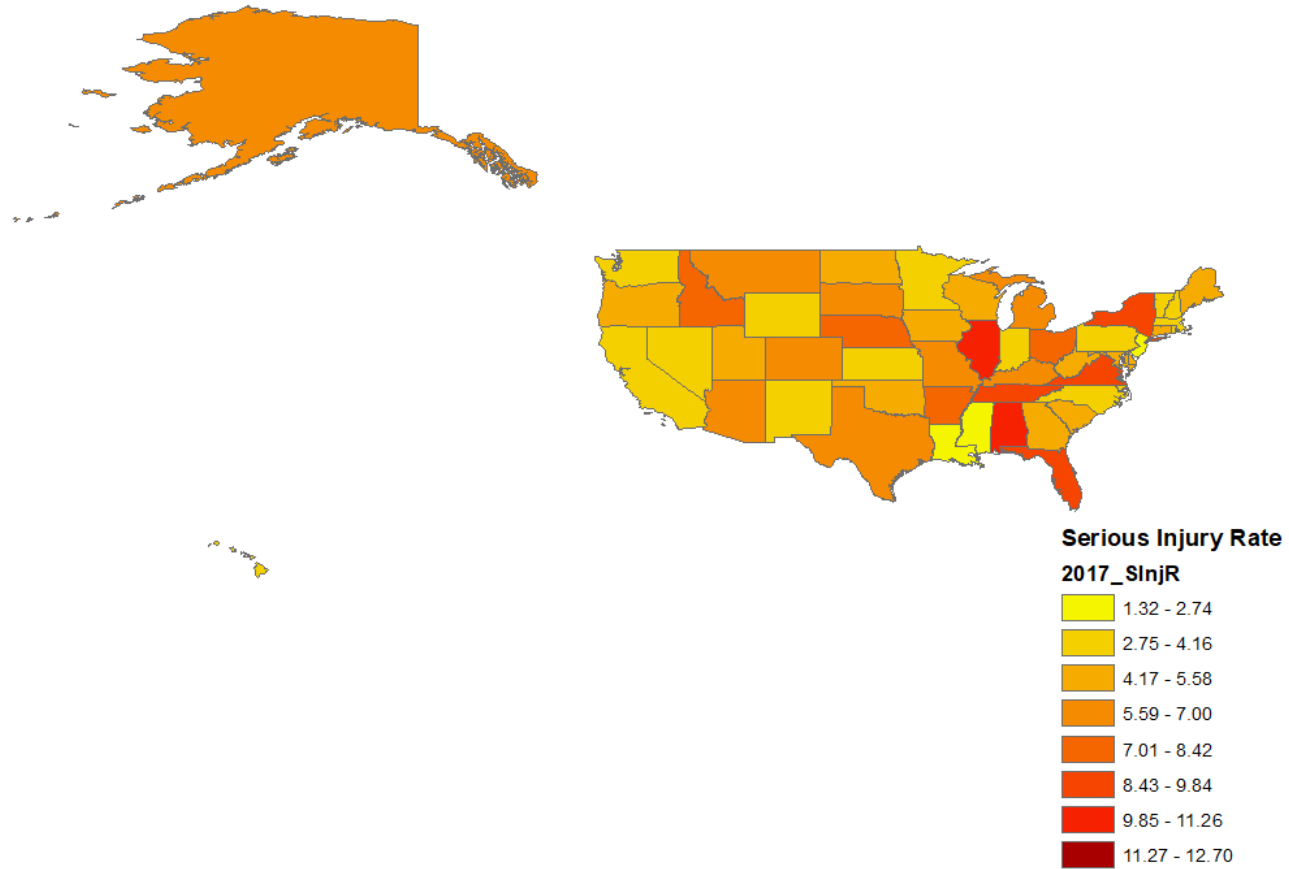 Serious Injury Rate
2017_SInjR
1.32 - 2.74
2.75 - 4.16
4.17 - 5.58
5.59 - 7.00
7.01 - 8.42
8.43 - 9.84
9.85 - 11.26
11.27 - 12.70